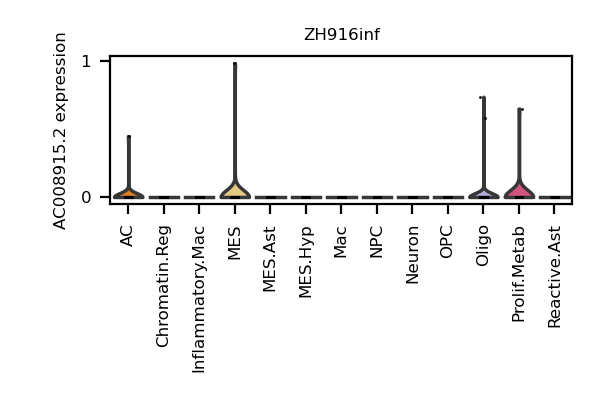 ZH916inf
AC008915.2 expression
1
0
AC
Chromatin.Reg
Inflammatory.Mac
MES
MES.Ast
MES.Hyp
Mac
NPC
Neuron
OPC
Oligo
Prolif.Metab
Reactive.Ast